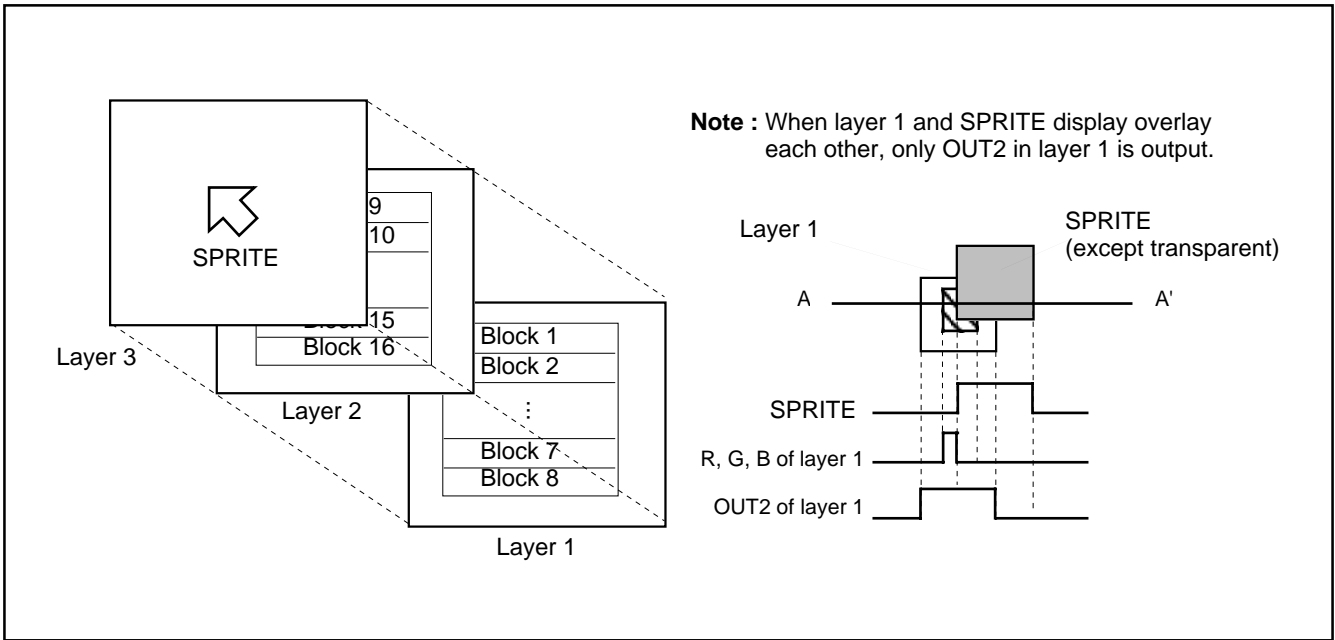 SPRITE
Layer 3
9
10
Block 15
Block 16
Layer 2
Block 1
Block 2
⋮
Block 7
Block 8
Layer 1
Note : When layer 1 and SPRITE display overlay
each other, only OUT2 in layer 1 is output.
Layer 1
SPRITE
(except transparent)
A
A'
SPRITE
R, G, B of layer 1
OUT2 of layer 1